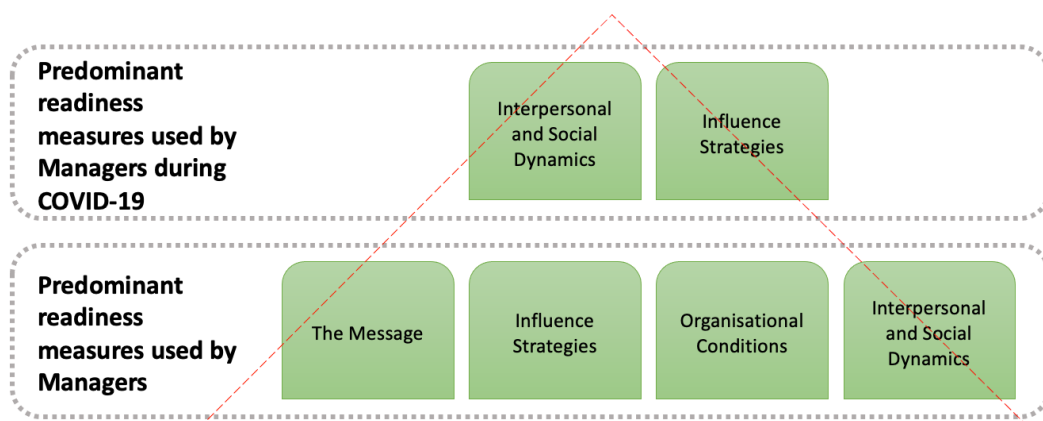 Predominant
readiness
measures used by
Managers during
COVID-19
Interpersonal
and Social
Dynamics
Influence
Strategies
Predominant
readiness
measures used by
Managers
The Message
Influence
Strategies
Organisational
Conditions
Interpersonal
and Social
Dynamics